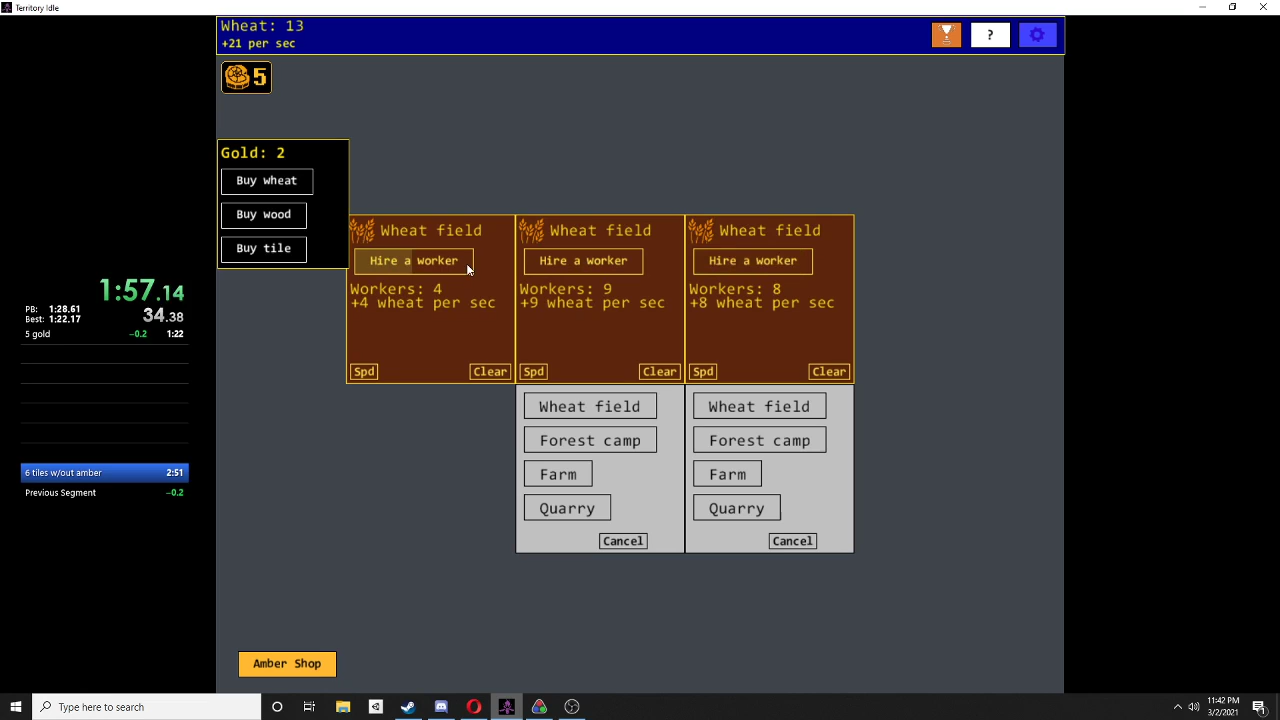 Territory Idle
Wheat: 13
+21 per sec
?
5
Gold: 2
Buy wheat
Buy wood
Buy tile
Wheat field
Hire a worker
Workers: 4
+4 wheat per sec
Spd
Clear
Wheat field
Hire a worker
Workers: 9
+9 wheat per sec
Spd
Clear
Wheat field
Hire a worker
Workers: 8
+8 wheat per sec
Spd
Clear
Wheat field
Forest camp
Farm
Quarry
Cancel
Wheat field
Forest camp
Farm
Quarry
Cancel
1:57.14
PB: 1:28.61
34.38
Best: 1:22.17
5 gold -0.2 1:22
6 tiles w/out amber 2:51
Previous Segment -0.2
Amber Shop
Type here to search
11:42 PM
3/2/2021